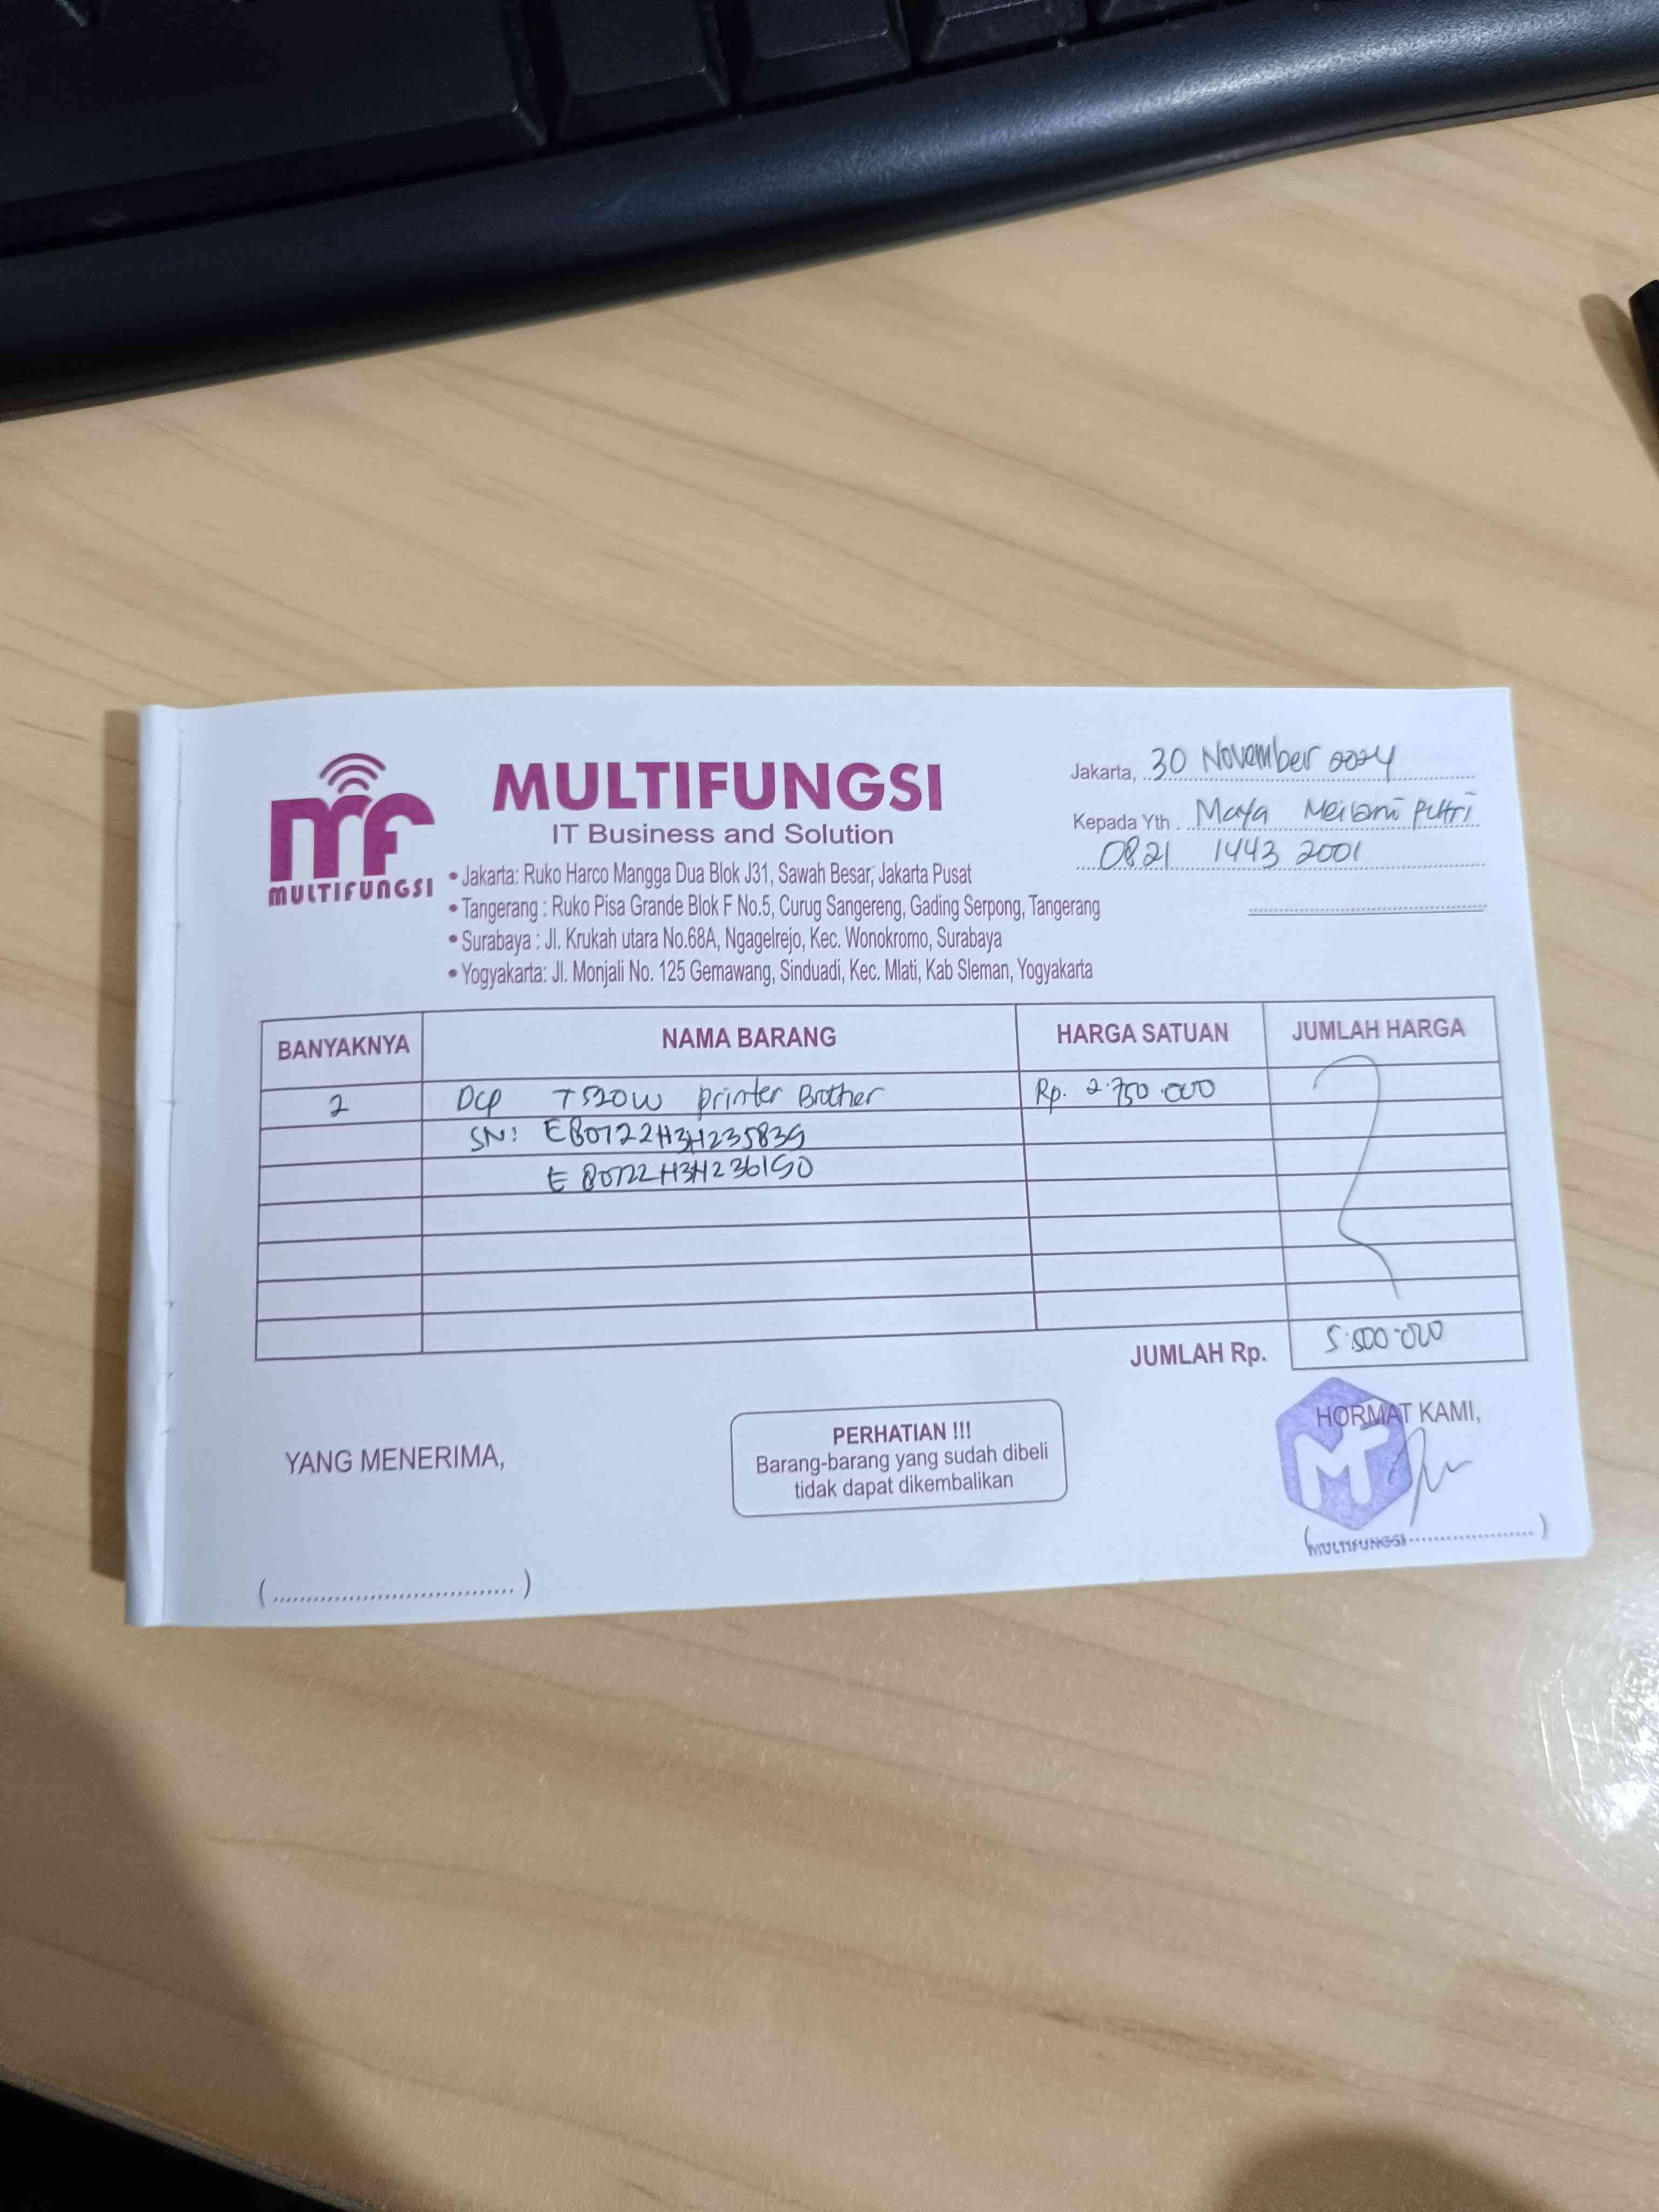 MULTIFUNGSI
IT Business and Solution
mf
MULTIFUNGSI
• Jakarta: Ruko Harco Mangga Dua Blok J31, Sawah Besar, Jakarta Pusat
• Tangerang : Ruko Pisa Grande Blok F No.5, Curug Sangereng, Gading Serpong, Tangerang
• Surabaya : Jl. Krukah utara No.68A, Ngagelrejo, Kec. Wonokromo, Surabaya
• Yogyakarta: Jl. Monjali No. 125 Gemawang, Sinduadi, Kec. Mlati, Kab Sleman, Yogyakarta
Jakarta, 30 November
Kepada Yth. Maya Meilani Putri
0821 1443 2001
BANYAKNYA NAMA BARANG HARGA SATUAN JUMLAH HARGA
2 DCP T520W printer Brother Rp. 2.750.000
SN:
JUMLAH Rp. 5.500.000
YANG MENERIMA,
PERHATIAN !!!
Barang-barang yang sudah dibeli
tidak dapat dikembalikan
HORMAT KAMI,
MF
MULTIFUNGSI